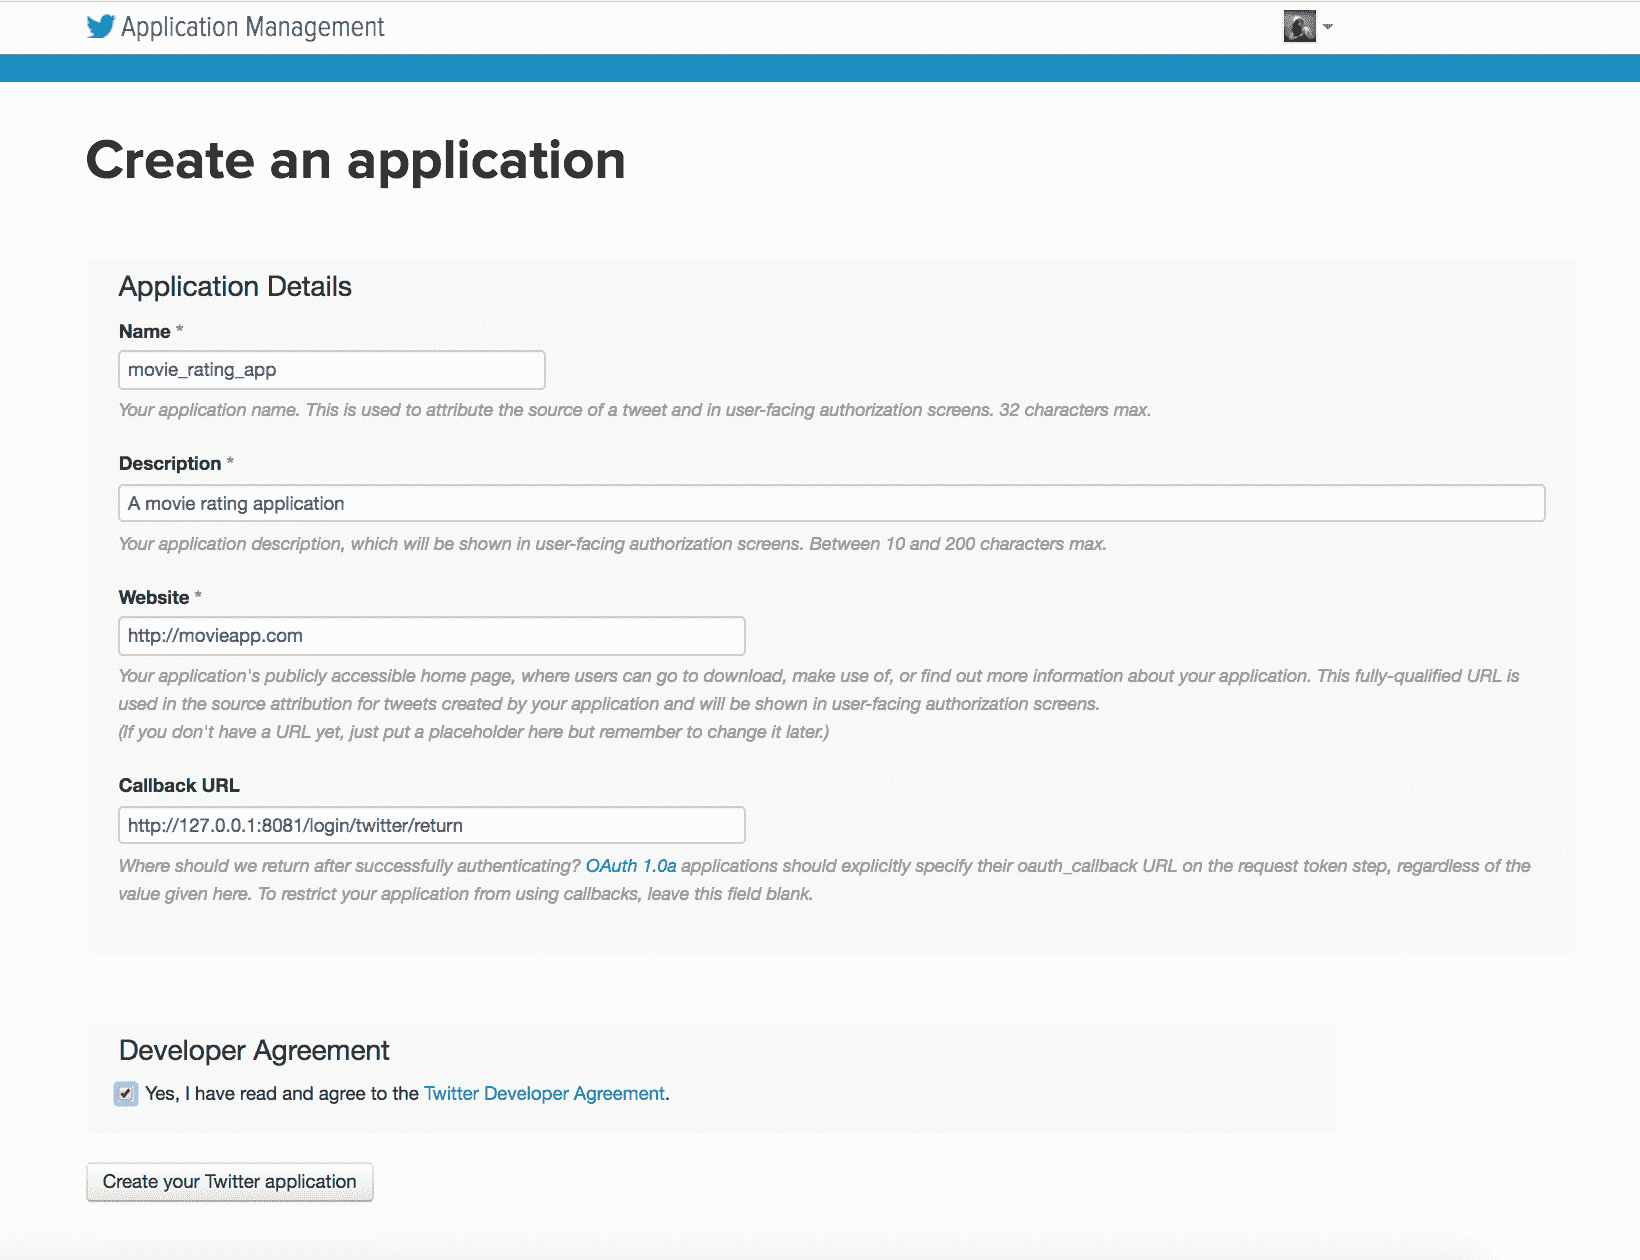 Application Management
Create an application
Application Details
Name *
movie_rating_app
Your application name. This is used to attribute the source of a tweet and in user-facing authorization screens. 32 characters max.
Description *
A movie rating application
Your application description, which will be shown in user-facing authorization screens. Between 10 and 200 characters max.
Website *
http://movieapp.com
Your application's publicly accessible home page, where users can go to download, make use of, or find out more information about your application. This fully-qualified URL is
used in the source attribution for tweets created by your application and will be shown in user-facing authorization screens.
(If you don't have a URL yet, just put a placeholder here but remember to change it later.)
Callback URL
http://127.0.0.1:8081/login/twitter/return
Where should we return after successfully authenticating? OAuth 1.0a applications should explicitly specify their oauth_callback URL on the request token step, regardless of the
value given here. To restrict your application from using callbacks, leave this field blank.
Developer Agreement
Yes, I have read and agree to the Twitter Developer Agreement.
Create your Twitter application